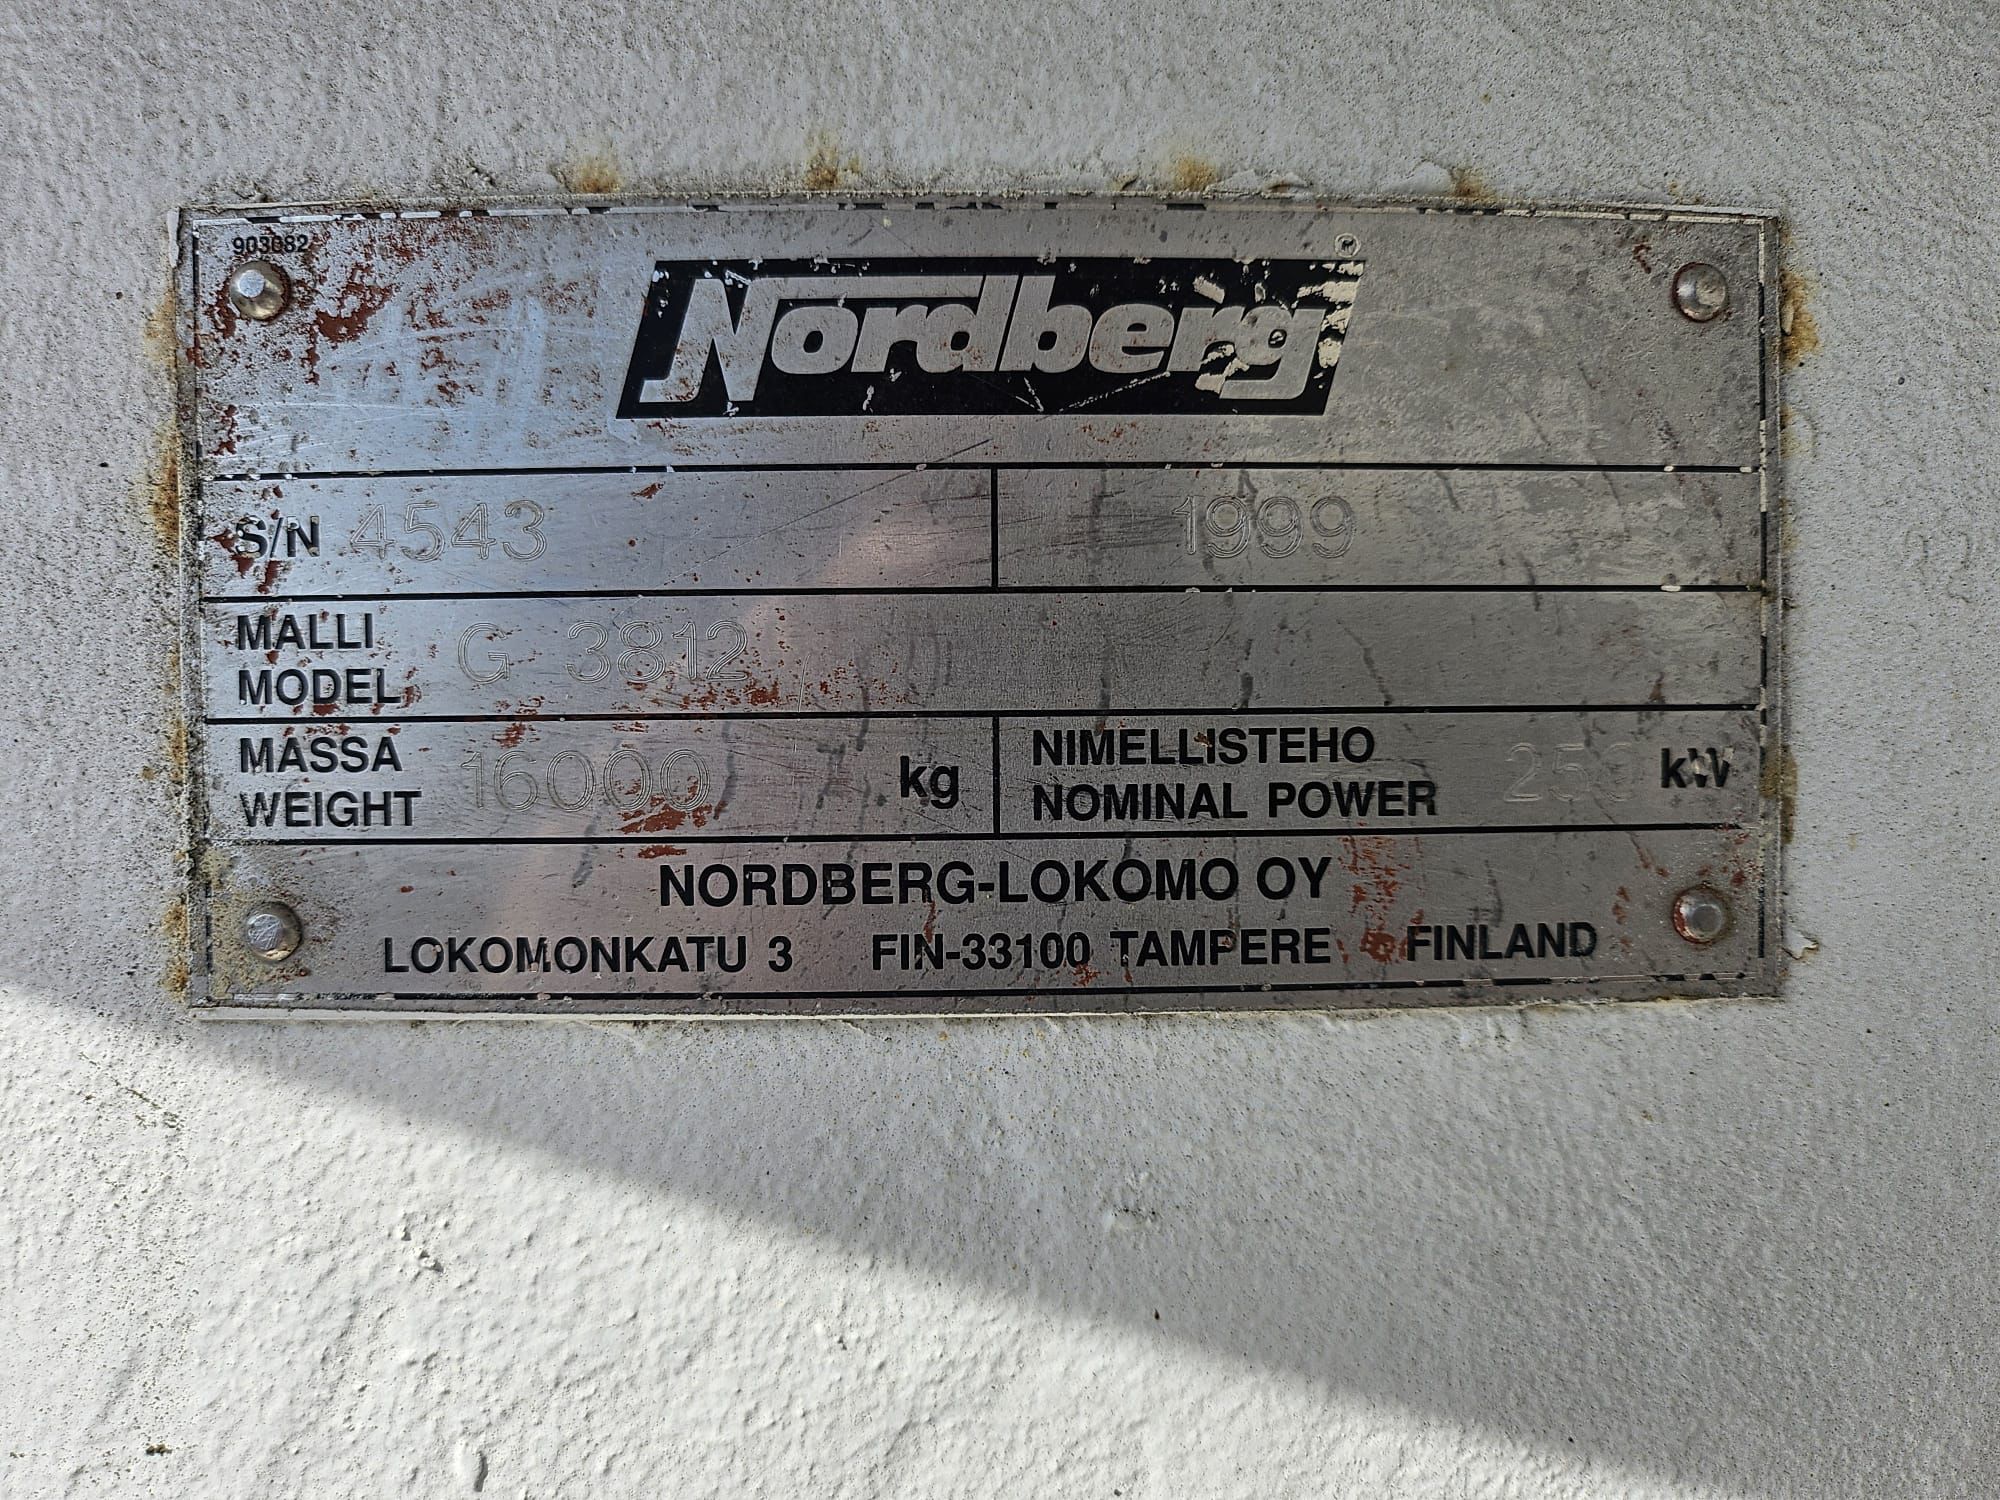 903082
Nordberg®
S/N 4543 1999
MALLI
MODEL G 3812
MASSA
WEIGHT 16000 kg
NIMELLISTEHO
NOMINAL POWER 250 kW
NORDBERG-LOKOMO OY
LOKOMONKATU 3 FIN-33100 TAMPERE FINLAND